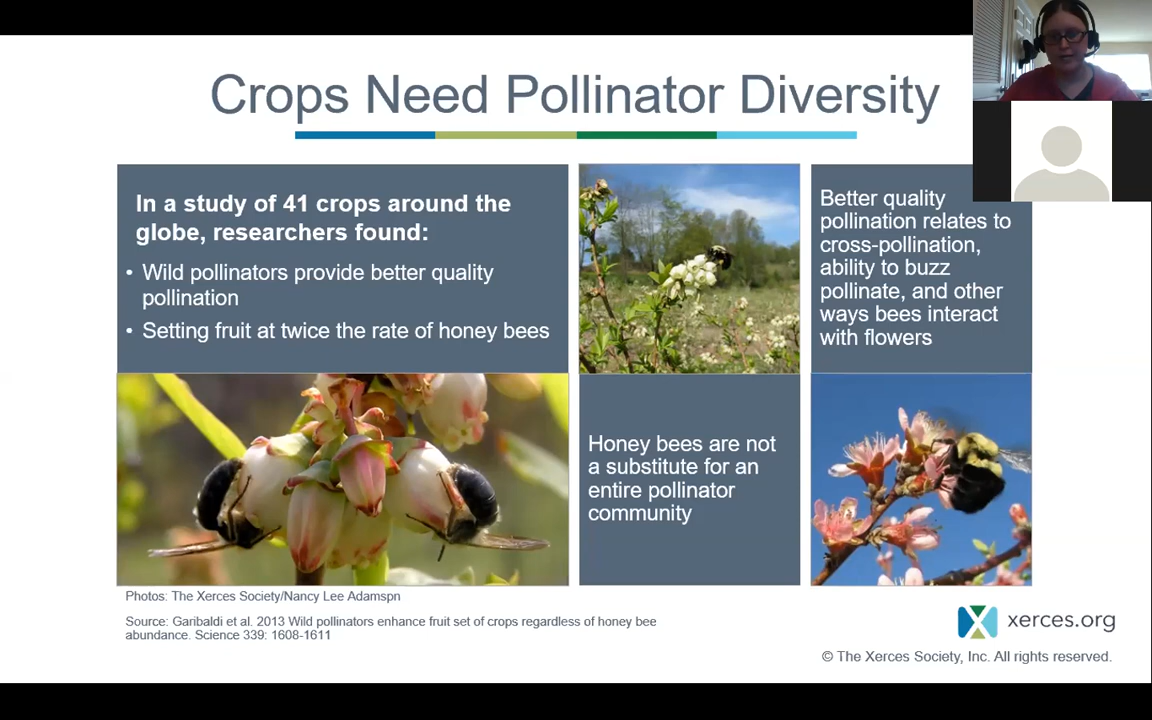 Crops Need Pollinator Diversity
In a study of 41 crops around the
globe, researchers found:
• Wild pollinators provide better quality
pollination
• Setting fruit at twice the rate of honey bees
Better quality
pollination relates to
cross-pollination,
ability to buzz
pollinate, and other
ways bees interact
with flowers
Honey bees are not
a substitute for an
entire pollinator
community
Photos: The Xerces Society/Nancy Lee Adamspn
Source: Garibaldi et al. 2013 Wild pollinators enhance fruit set of crops regardless of honey bee
abundance. Science 339: 1608-1611
xerces.org
© The Xerces Society, Inc. All rights reserved.